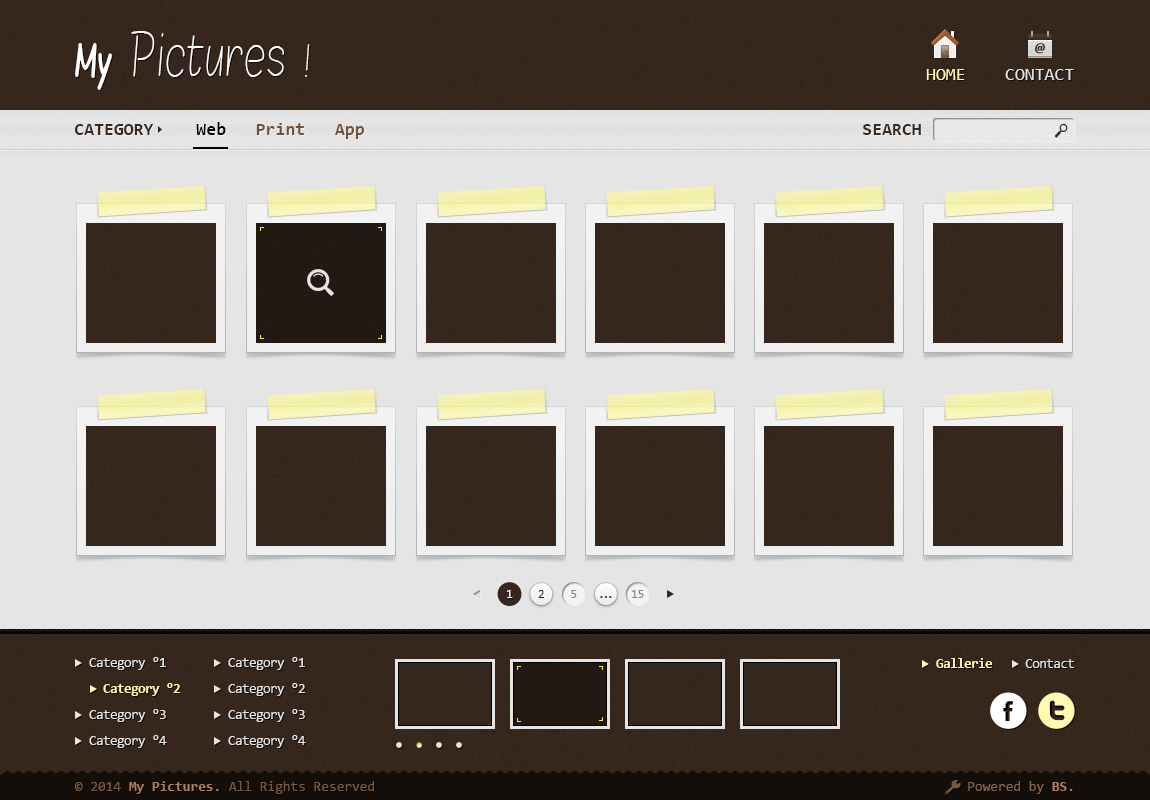 My Pictures !
HOME CONTACT
CATEGORY Web Print App SEARCH
1 2 5 ... 15
Category °1 Category °1 Gallerie Contact
Category °2 Category °2
Category °3 Category °3
Category °4 Category °4
© 2014 My Pictures. All Rights Reserved Powered by BS.